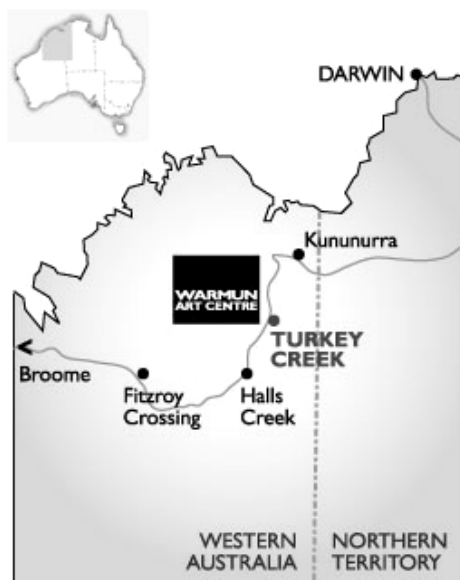 DARWIN
Kununurra
WARMUN
ART CENTRE
TURKEY
CREEK
Broome
Fitzroy
Crossing
Halls
Creek
WESTERN
AUSTRALIA
NORTHERN
TERRITORY